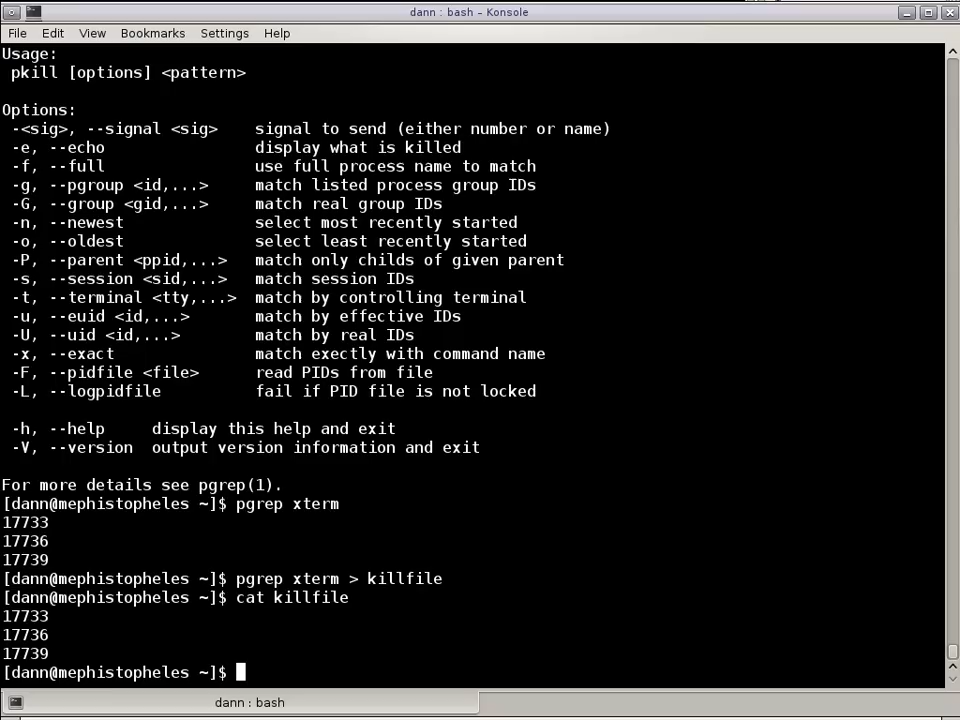 dann : bash – Konsole
File Edit View Bookmarks Settings Help
Usage:
 pkill [options] <pattern>
Options:
 -<sig>, --signal <sig>    signal to send (either number or name)
 -e, --echo                display what is killed
 -f, --full                use full process name to match
 -g, --pgroup <id,...>     match listed process group IDs
 -G, --group <gid,...>     match real group IDs
 -n, --newest              select most recently started
 -o, --oldest              select least recently started
 -P, --parent <ppid,...>   match only childs of given parent
 -s, --session <sid,...>   match session IDs
 -t, --terminal <tty,...>  match by controlling terminal
 -u, --euid <id,...>       match by effective IDs
 -U, --uid <id,...>        match by real IDs
 -x, --exact               match exectly with command name
 -F, --pidfile <file>      read PIDs from file
 -L, --logpidfile          fail if PID file is not locked
 -h, --help     display this help and exit
 -V, --version  output version information and exit
For more details see pgrep(1).
[dann@mephistopheles ~]$ pgrep xterm
17733
17736
17739
[dann@mephistopheles ~]$ pgrep xterm > killfile
[dann@mephistopheles ~]$ cat killfile
17733
17736
17739
[dann@mephistopheles ~]$
dann : bash